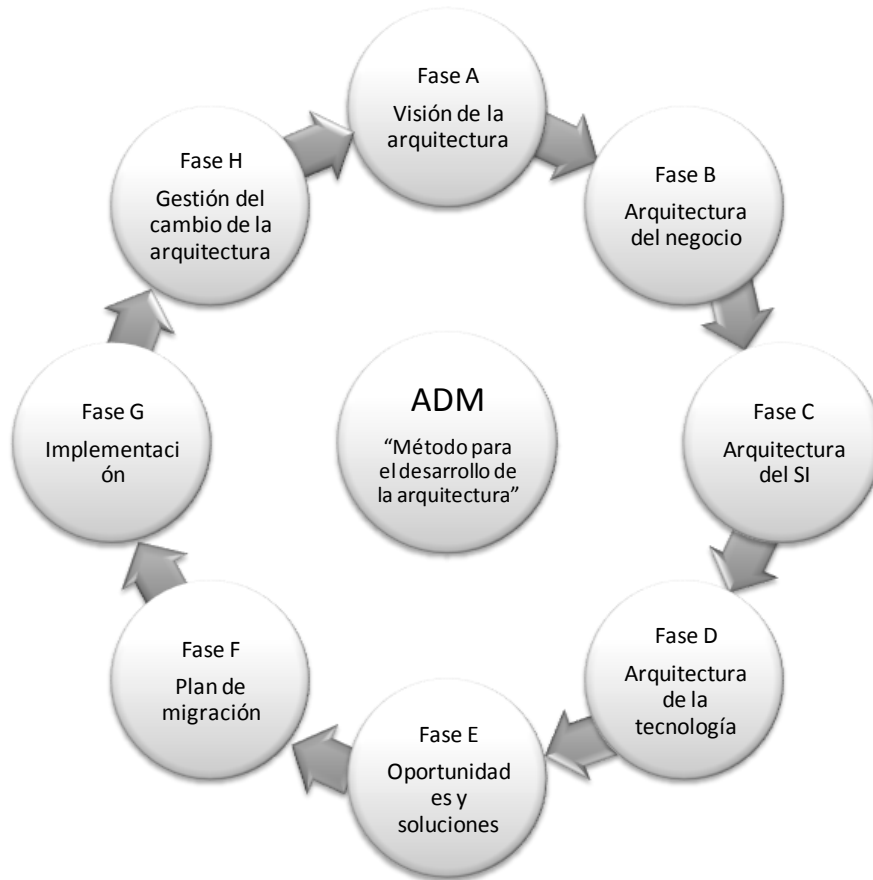 Fase A
Visión de la
arquitectura
Fase B
Arquitectura
del negocio
Fase C
Arquitectura
del SI
Fase D
Arquitectura
de la
tecnología
Fase E
Oportunidad
es y
soluciones
Fase F
Plan de
migración
Fase G
Implementaci
ón
Fase H
Gestión del
cambio de la
arquitectura
ADM
“Método para
el desarrollo de
la arquitectura”